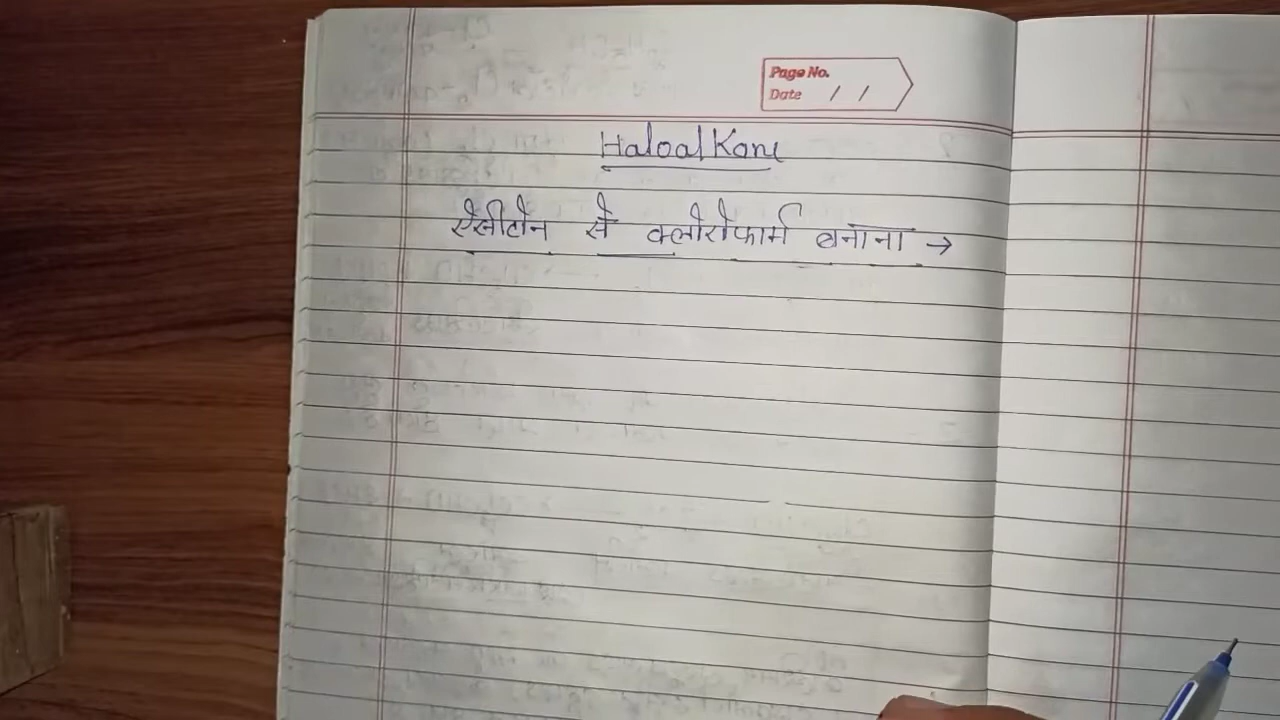 Page No.
Date / /
Haloalkane
ऐसीटोन से क्लोरोफार्म बनाना →